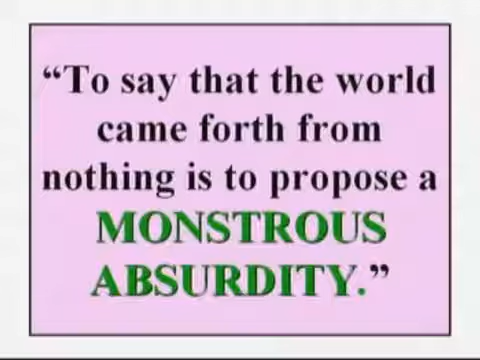 “To say that the world
came forth from
nothing is to propose a
MONSTROUS
ABSURDITY.”